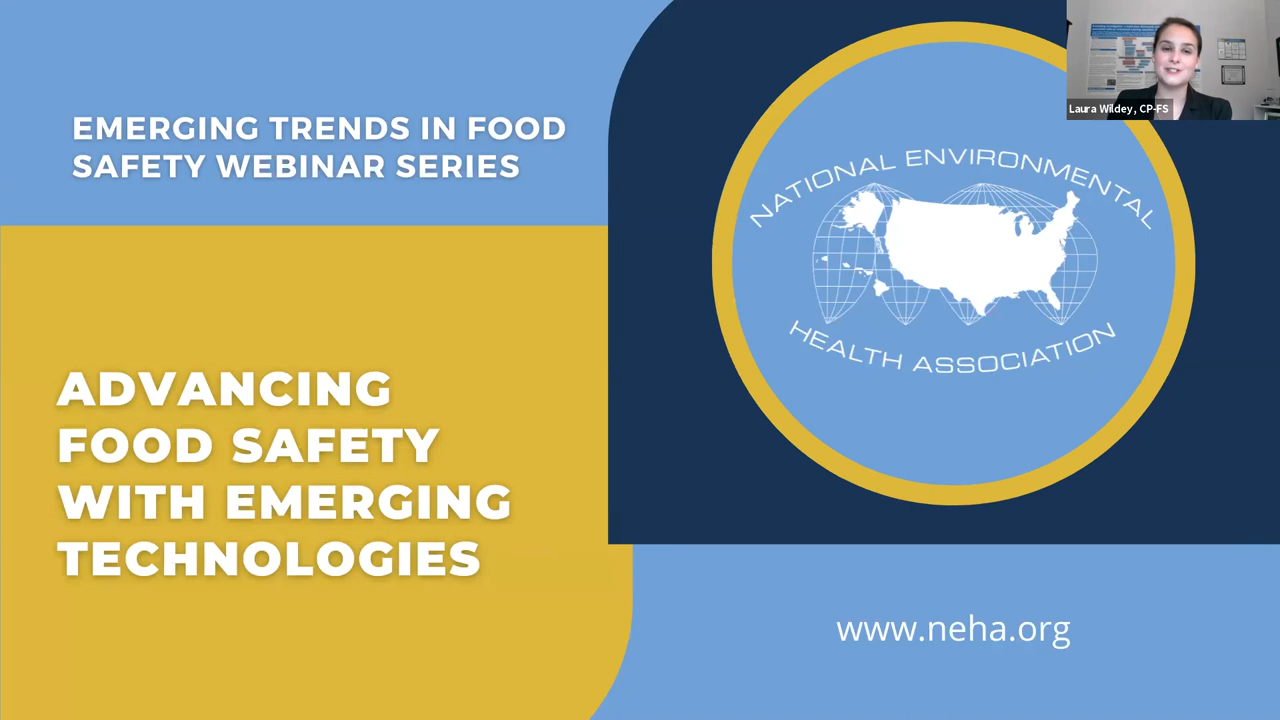 EMERGING TRENDS IN FOOD
SAFETY WEBINAR SERIES
ADVANCING
FOOD SAFETY
WITH EMERGING
TECHNOLOGIES
NATIONAL ENVIRONMENTAL
HEALTH ASSOCIATION
www.neha.org
Laura Wildey, CP-FS